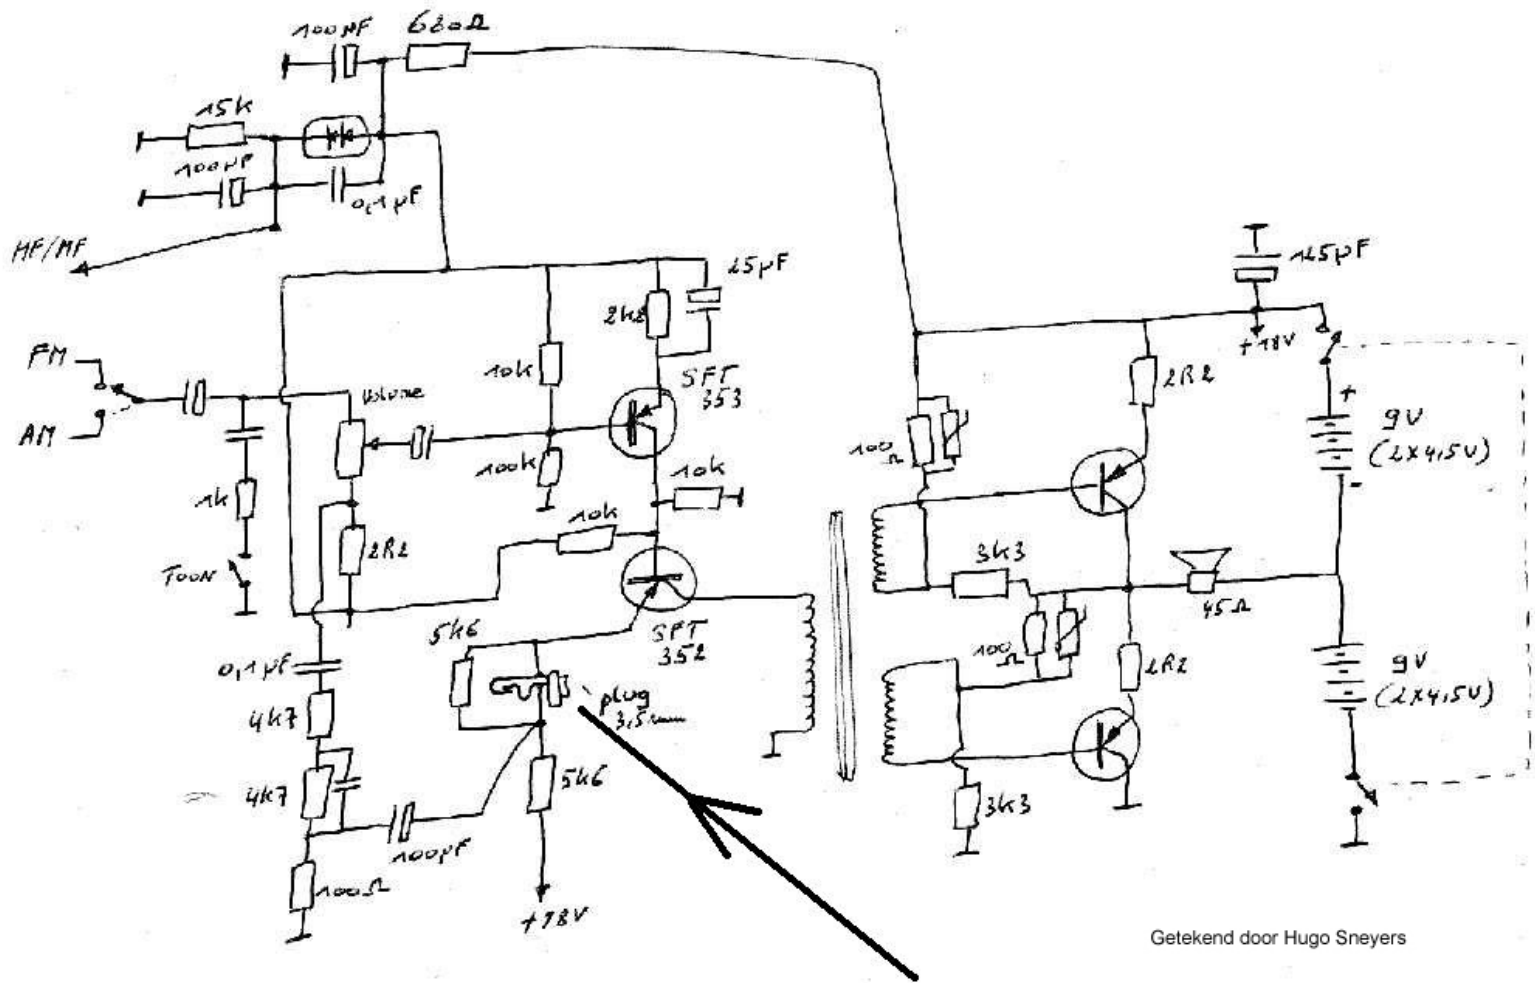 100µF
680Ω
15k
100µF
0,1µF
HF/MF
25µF
2k2
125µF
+18V
FM
AM
Volume
10k
SFT
353
2R2
+
9V
(2x4,5V)
-
100
Ω
100k
10k
1k
10k
2R2
TOON
3k3
45Ω
5k6
SFT
352
100
Ω
2R2
9V
(2x4,5V)
0,1µF
plug
3,5mm
4k7
4k7
5k6
3k3
100µF
100Ω
+18V
Getekend door Hugo Sneyers